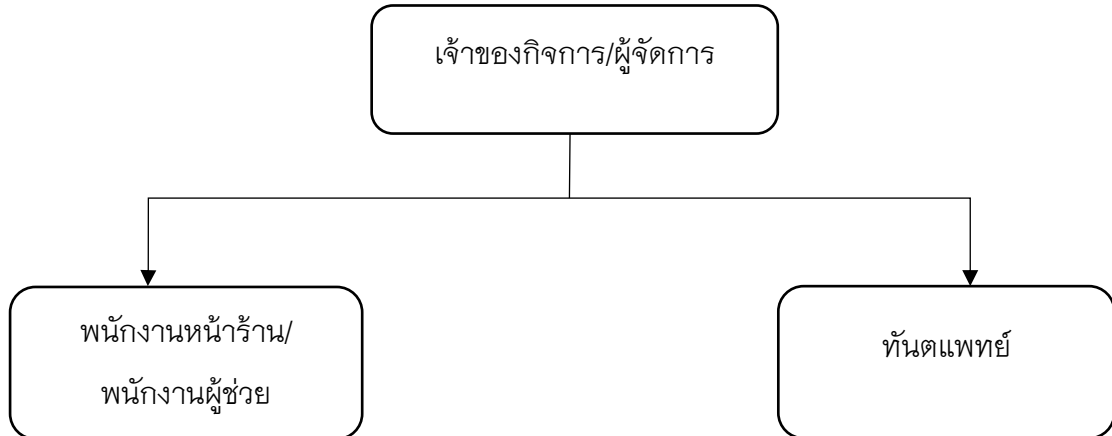 เจ้าของกิจการ/ผู้จัดการ
พนักงานหน้าร้าน/
พนักงานผู้ช่วย
ทันตแพทย์